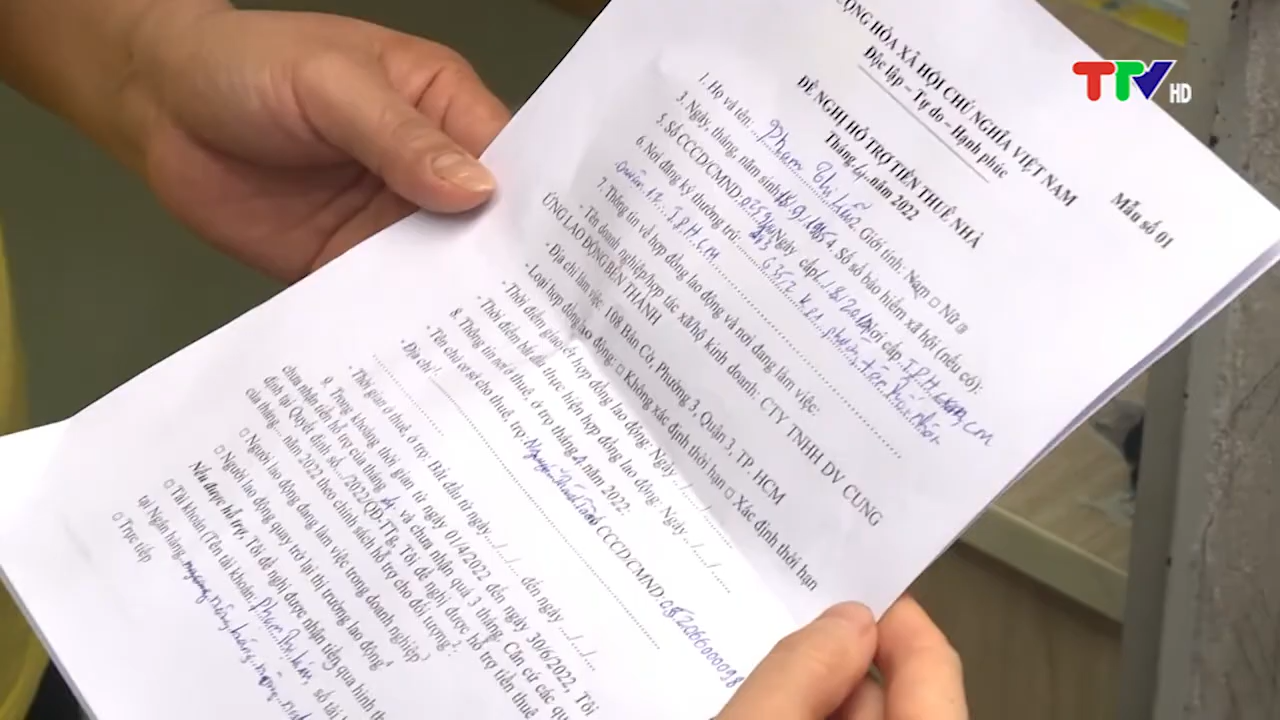 TTV HD
CỘNG HÒA XÃ HỘI CHỦ NGHĨA VIỆT NAM
Mẫu số 01
Độc lập – Tự do – Hạnh phúc
ĐỀ NGHỊ HỖ TRỢ TIỀN THUÊ NHÀ
Tháng 4 năm 2022
1. Họ và tên: Phạm Thị Giới tính: Nam □ Nữ
3. Ngày, tháng, năm sinh: 4. Số sổ bảo hiểm xã hội (nếu có):
5. Số CCCD/CMND: Ngày cấp Nơi cấp
6. Nơi đăng ký thường trú:
T.P.H.CM
7. Thông tin về hợp đồng lao động và nơi đang làm việc:
- Tên doanh nghiệp/hợp tác xã/hộ kinh doanh: CTY TNHH DV CUNG
ỨNG LAO ĐỘNG BẾN THÀNH
- Địa chỉ làm việc: 108 Bàn Cờ, Phường 3, Quận 3, TP. HCM
- Loại hợp đồng lao động: □ Không xác định thời hạn □ Xác định thời hạn
- Thời điểm giao kết hợp đồng lao động: Ngày …/…/….
- Thời điểm bắt đầu thực hiện hợp đồng lao động: Ngày …/…/….
8. Thông tin nơi ở thuê, ở trọ tháng 4 năm 2022.
- Tên chủ cơ sở cho thuê, trọ: Nguyễn CCCD/CMND: 082066000098
- Địa chỉ:
- Thời gian ở thuê, ở trọ: Bắt đầu từ ngày …/…/… đến ngày …/…/….
9. Trong khoảng thời gian từ ngày 01/4/2022 đến ngày 30/6/2022, Tôi
chưa nhận tiền hỗ trợ của tháng 4 và chưa nhận quá 3 tháng. Căn cứ các
định tại Quyết định số…/2022/QĐ-TTg, Tôi đề nghị được hỗ trợ tiền thuê
của tháng… năm 2022 theo chính sách hỗ trợ cho đối tượng²:
□ Người lao động đang làm việc trong doanh nghiệp³
□ Người lao động quay trở lại thị trường lao động⁴
Nếu được hỗ trợ, Tôi đề nghị được nhận tiền qua hình
□ Tài khoản (Tên tài khoản: Phạm Thị số tài
tại Ngân hàng:
□ Trực tiếp